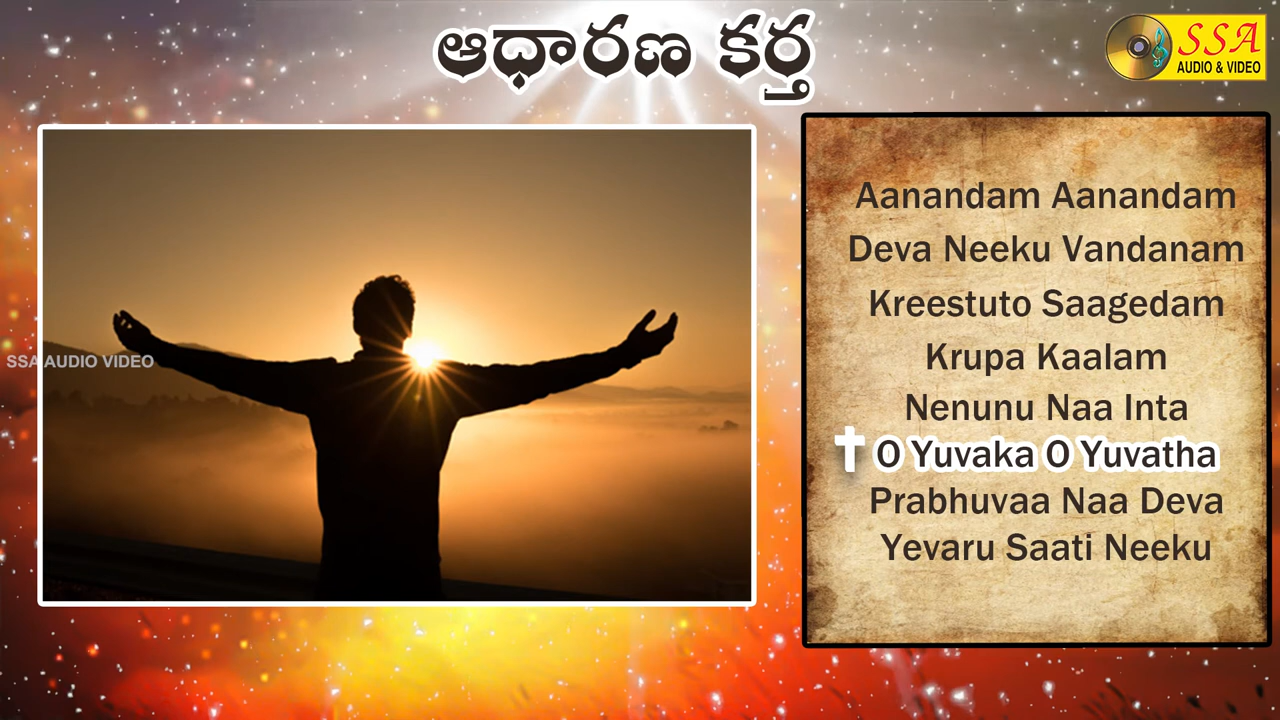 ఆధారణ కర్త
SSA
AUDIO & VIDEO
SSA AUDIO VIDEO
Aanandam Aanandam
Deva Neeku Vandanam
Kreestuto Saagedam
Krupa Kaalam
Nenunu Naa Inta
O Yuvaka O Yuvatha
Prabhuvaa Naa Deva
Yevaru Saati Neeku